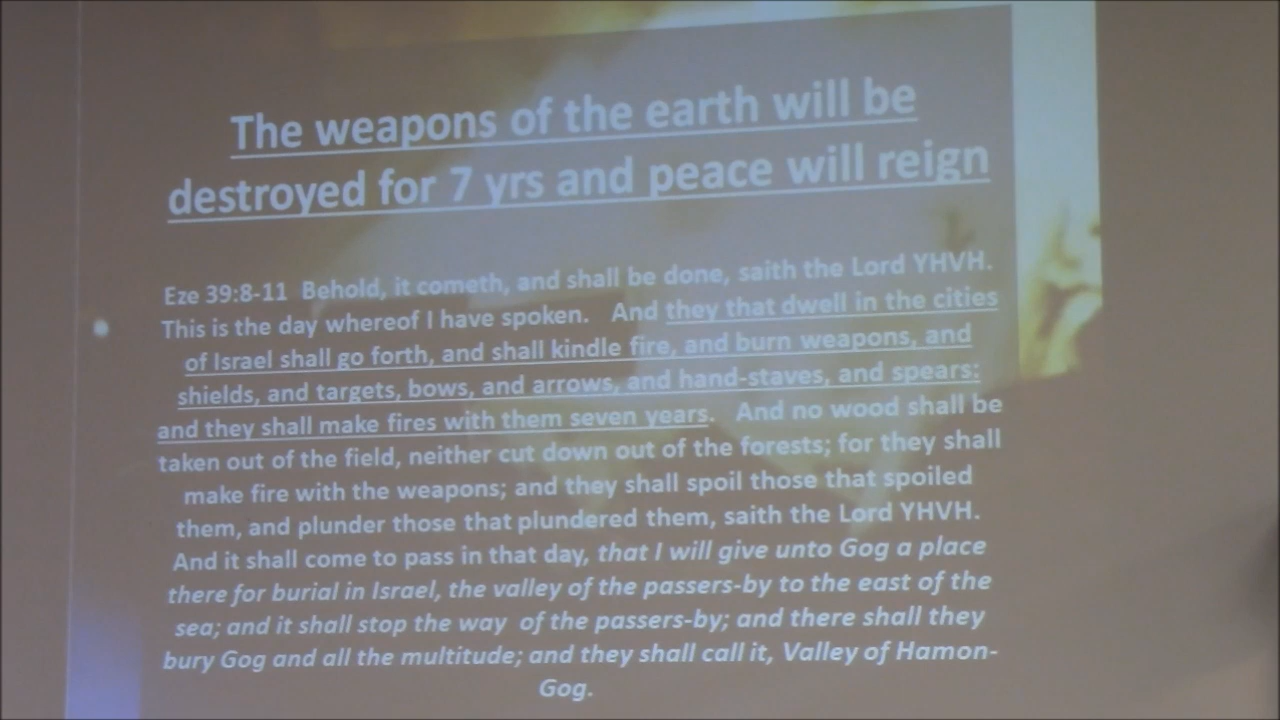 The weapons of the earth will be
destroyed for 7 yrs and peace will reign
Eze 39:8-11 Behold, it cometh, and shall be done, saith the Lord YHVH.
This is the day whereof I have spoken. And they that dwell in the cities
of Israel shall go forth, and shall kindle fire, and burn weapons, and
shields, and targets, bows, and arrows, and hand-staves, and spears:
and they shall make fires with them seven years. And no wood shall be
taken out of the field, neither cut down out of the forests; for they shall
make fire with the weapons; and they shall spoil those that spoiled
them, and plunder those that plundered them, saith the Lord YHVH.
And it shall come to pass in that day, that I will give unto Gog a place
there for burial in Israel, the valley of the passers-by to the east of the
sea; and it shall stop the way of the passers-by; and there shall they
bury Gog and all the multitude; and they shall call it, Valley of Hamon-
Gog.